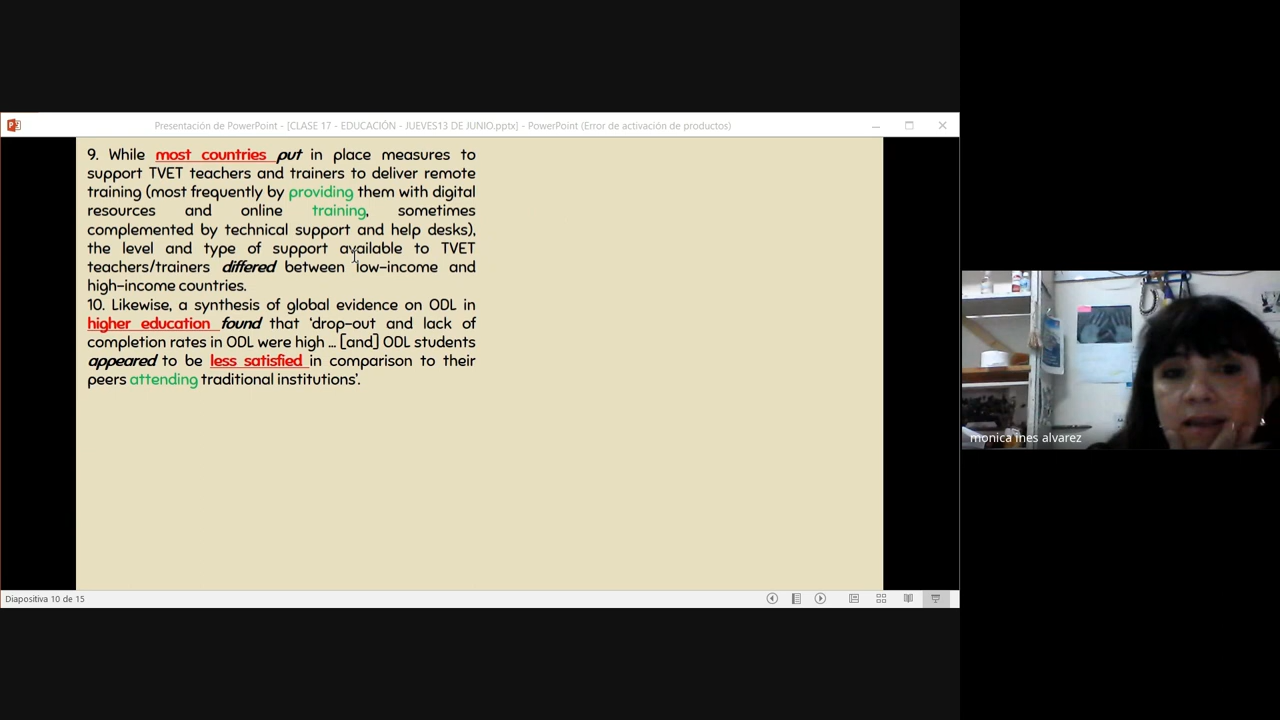 Presentación de PowerPoint - [CLASE 17 - EDUCACIÓN - JUEVES13 DE JUNIO.pptx] - PowerPoint (Error de activación de productos)
9. While most countries put in place measures to
support TVET teachers and trainers to deliver remote
training (most frequently by providing them with digital
resources and online training, sometimes
complemented by technical support and help desks),
the level and type of support available to TVET
teachers/trainers differed between low-income and
high-income countries.
10. Likewise, a synthesis of global evidence on ODL in
higher education found that ‘drop-out and lack of
completion rates in ODL were high ... [and] ODL students
appeared to be less satisfied in comparison to their
peers attending traditional institutions’.
monica ines alvarez
Diapositiva 10 de 15